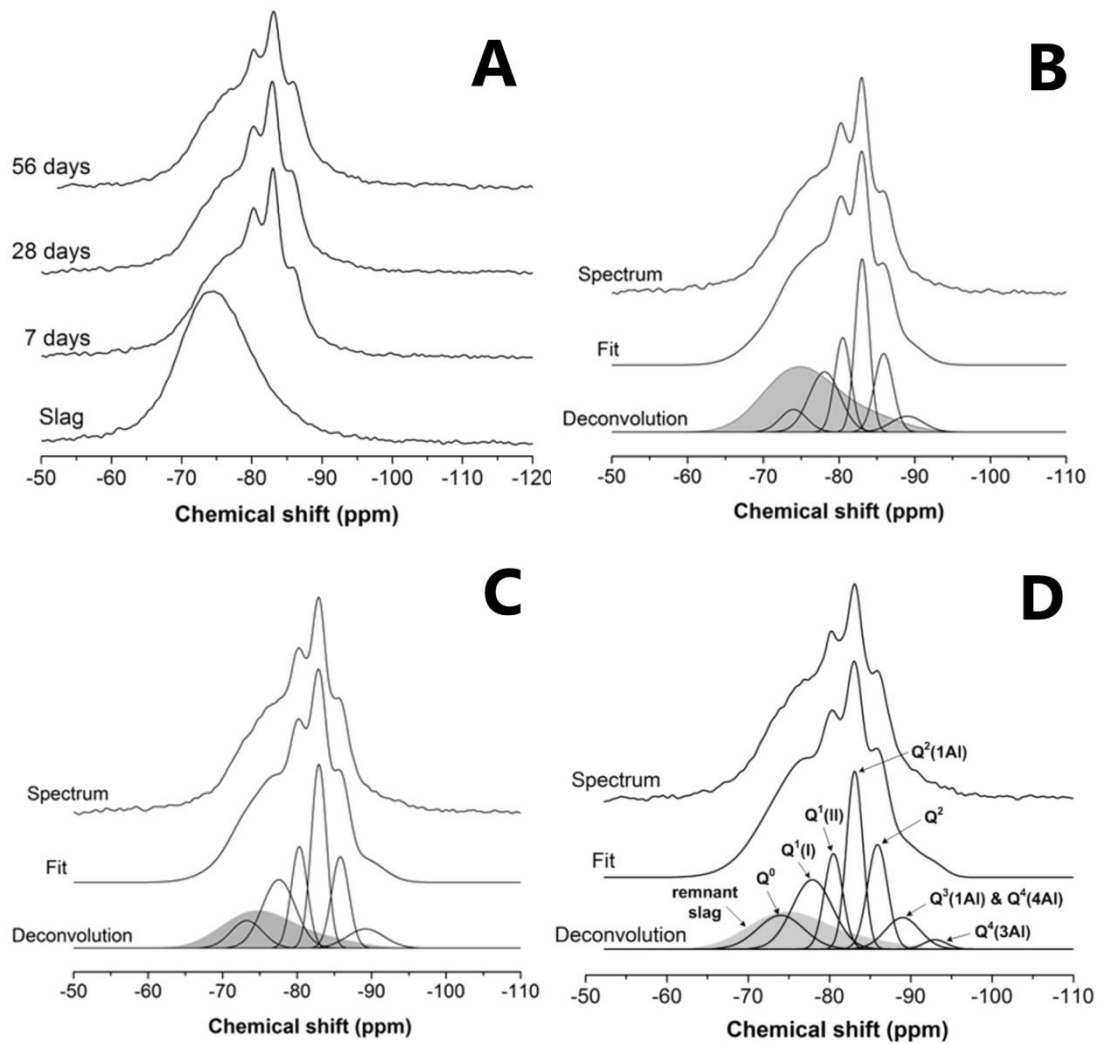 A
56 days
28 days
7 days
Slag
-50 -60 -70 -80 -90 -100 -110 -120
Chemical shift (ppm)
B
Spectrum
Fit
Deconvolution
-50 -60 -70 -80 -90 -100 -110
Chemical shift (ppm)
C
Spectrum
Fit
Deconvolution
-50 -60 -70 -80 -90 -100 -110
Chemical shift (ppm)
D
Q²(1Al)
Spectrum
Q¹(II)
Q²
Q¹(I)
Fit
Q⁰
remnant
slag
Q³(1Al) & Q⁴(4Al)
Deconvolution
Q⁴(3Al)
-50 -60 -70 -80 -90 -100 -110
Chemical shift (ppm)